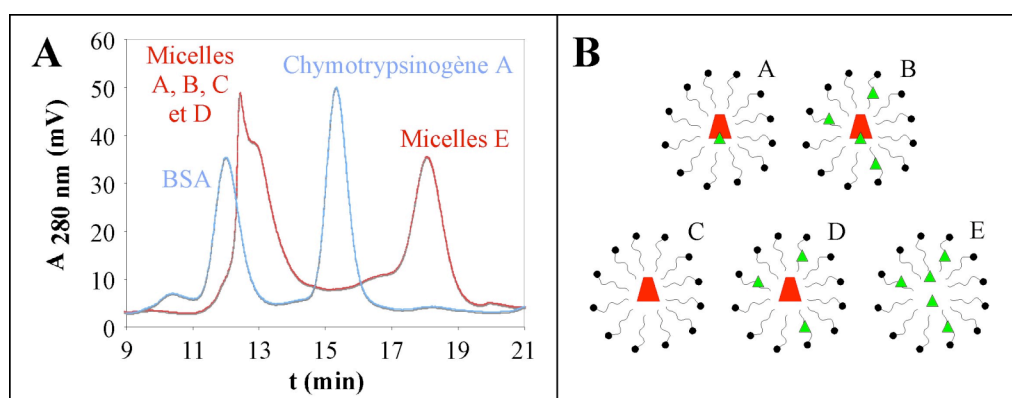 A
B
A 280 nm (mV)
60
50
40
30
20
10
0
Micelles
A, B, C
et D
BSA
Chymotrypsinogène A
Micelles E
9
11
13
15
17
19
21
t (min)
A
B
C
D
E